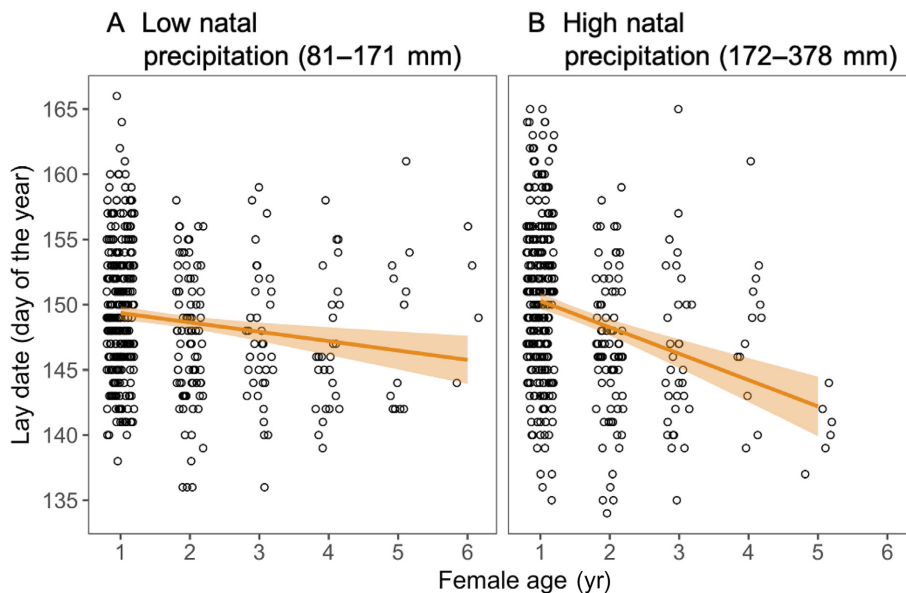 A Low natal
precipitation (81–171 mm)
B High natal
precipitation (172–378 mm)
Lay date (day of the year)
165
160
155
150
145
140
135
1 2 3 4 5 6
1 2 3 4 5 6
Female age (yr)